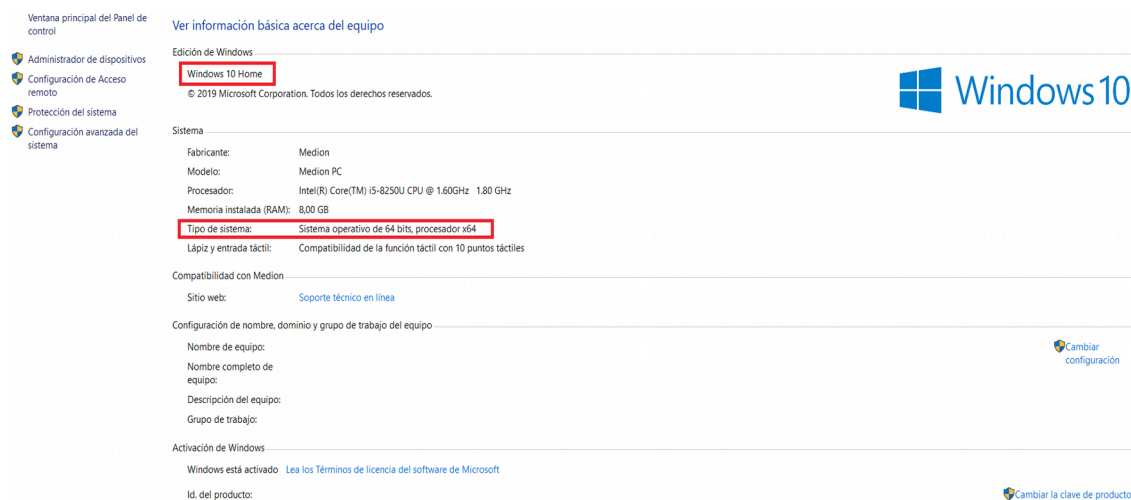 Ventana principal del Panel de
control
Administrador de dispositivos
Configuración de Acceso
remoto
Protección del sistema
Configuración avanzada del
sistema
Ver información básica acerca del equipo
Edición de Windows
Windows 10 Home
© 2019 Microsoft Corporation. Todos los derechos reservados.
Windows 10
Sistema
Fabricante: Medion
Modelo: Medion PC
Procesador: Intel(R) Core(TM) i5-8250U CPU @ 1.60GHz 1.80 GHz
Memoria instalada (RAM): 8,00 GB
Tipo de sistema: Sistema operativo de 64 bits, procesador x64
Lápiz y entrada táctil: Compatibilidad de la función táctil con 10 puntos táctiles
Compatibilidad con Medion
Sitio web: Soporte técnico en línea
Configuración de nombre, dominio y grupo de trabajo del equipo
Nombre de equipo:
Cambiar
configuración
Nombre completo de
equipo:
Descripción del equipo:
Grupo de trabajo:
Activación de Windows
Windows está activado Lea los Términos de licencia del software de Microsoft
Id. del producto:
Cambiar la clave de producto